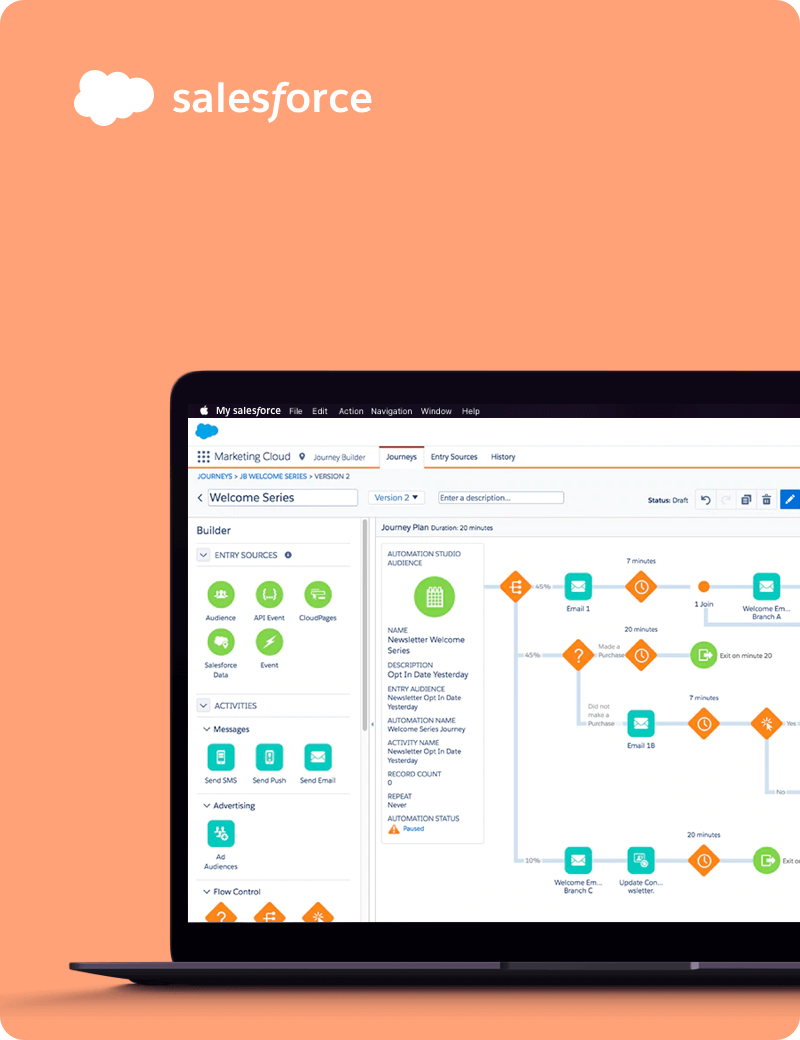 salesforce
My salesforce File Edit Action Navigation Window Help
Marketing Cloud Journey Builder Journeys Entry Sources History
JOURNEYS > JB WELCOME SERIES > VERSION 2
Welcome Series Version 2 Enter a description... Status: Draft
Builder
ENTRY SOURCES
Audience API Event CloudPages
Salesforce Event
Data
ACTIVITIES
Messages
Send SMS Send Push Send Email
Advertising
Ad
Audiences
Flow Control
Journey Plan Duration: 20 minutes
AUTOMATION STUDIO
AUDIENCE
NAME
Newsletter Welcome
Series
DESCRIPTION
Opt In Date Yesterday
ENTRY AUDIENCE
Newsletter Opt In Date
Yesterday
AUTOMATION NAME
Welcome Series Journey
ACTIVITY NAME
Newsletter Opt In Date
Yesterday
RECORD COUNT
0
REPEAT
Never
AUTOMATION STATUS
Paused
7 minutes
45%
Email 1
1 Join
Welcome Em...
Branch A
20 minutes
45%
Made a
Purchase
Exit on minute 20
Did not
make a
Purchase
7 minutes
Email 1B
Yes
No
20 minutes
10%
Exit o
Welcome Em...
Branch C
Update Con...
wsletter.